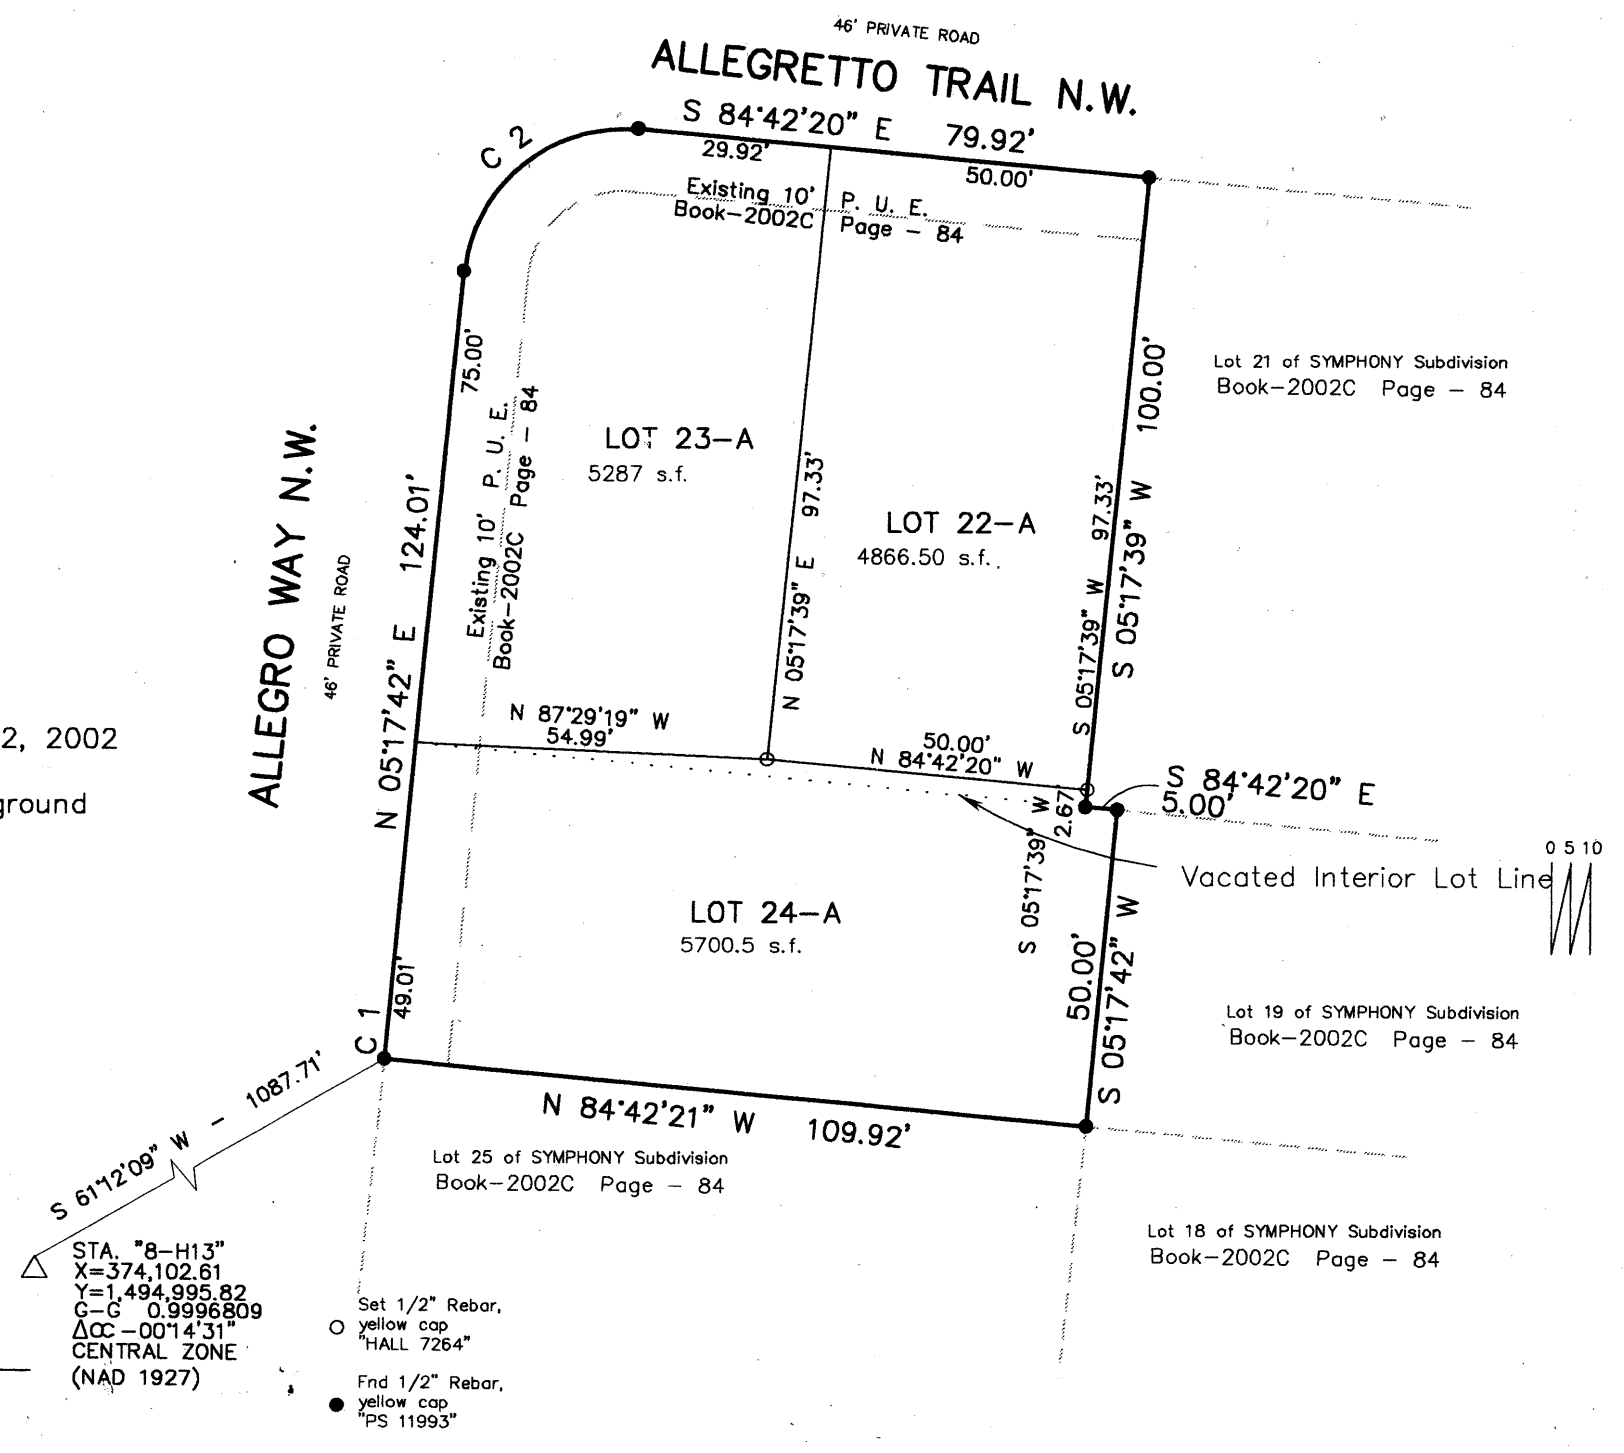 46' PRIVATE ROAD
ALLEGRETTO TRAIL N.W.
S 84°42'20" E 79.92'
29.92'
50.00'
C 2
Existing 10' P. U. E.
Book-2002C Page - 84
75.00'
100.00'
Lot 21 of SYMPHONY Subdivision
Book-2002C Page - 84
Existing 10' P. U. E.
Book-2002C Page - 84
LOT 23-A
5287 s.f.
N 05°17'39" E 97.33'
LOT 22-A
4866.50 s.f.
S 05°17'39" W 97.33'
S 05°17'39" W
ALLEGRO WAY N.W.
46' PRIVATE ROAD
N 05°17'42" E 124.01'
2, 2002
ground
N 87°29'19" W
54.99'
50.00'
N 84°42'20" W
S 84°42'20" E
5.00'
S 05°17'39" W
2.67'
Vacated Interior Lot Line
0 5 10
LOT 24-A
5700.5 s.f.
50.00'
S 05°17'42" W
49.01'
C 1
Lot 19 of SYMPHONY Subdivision
Book-2002C Page - 84
N 84°42'21" W 109.92'
S 61°12'09" W - 1087.71'
Lot 25 of SYMPHONY Subdivision
Book-2002C Page - 84
Lot 18 of SYMPHONY Subdivision
Book-2002C Page - 84
STA. "8-H13"
X=374,102.61
Y=1,494,995.82
G-G 0.9996809
Δ∝ -00°14'31"
CENTRAL ZONE
(NAD 1927)
Set 1/2" Rebar,
yellow cap
"HALL 7264"
Fnd 1/2" Rebar,
yellow cap
"PS 11993"